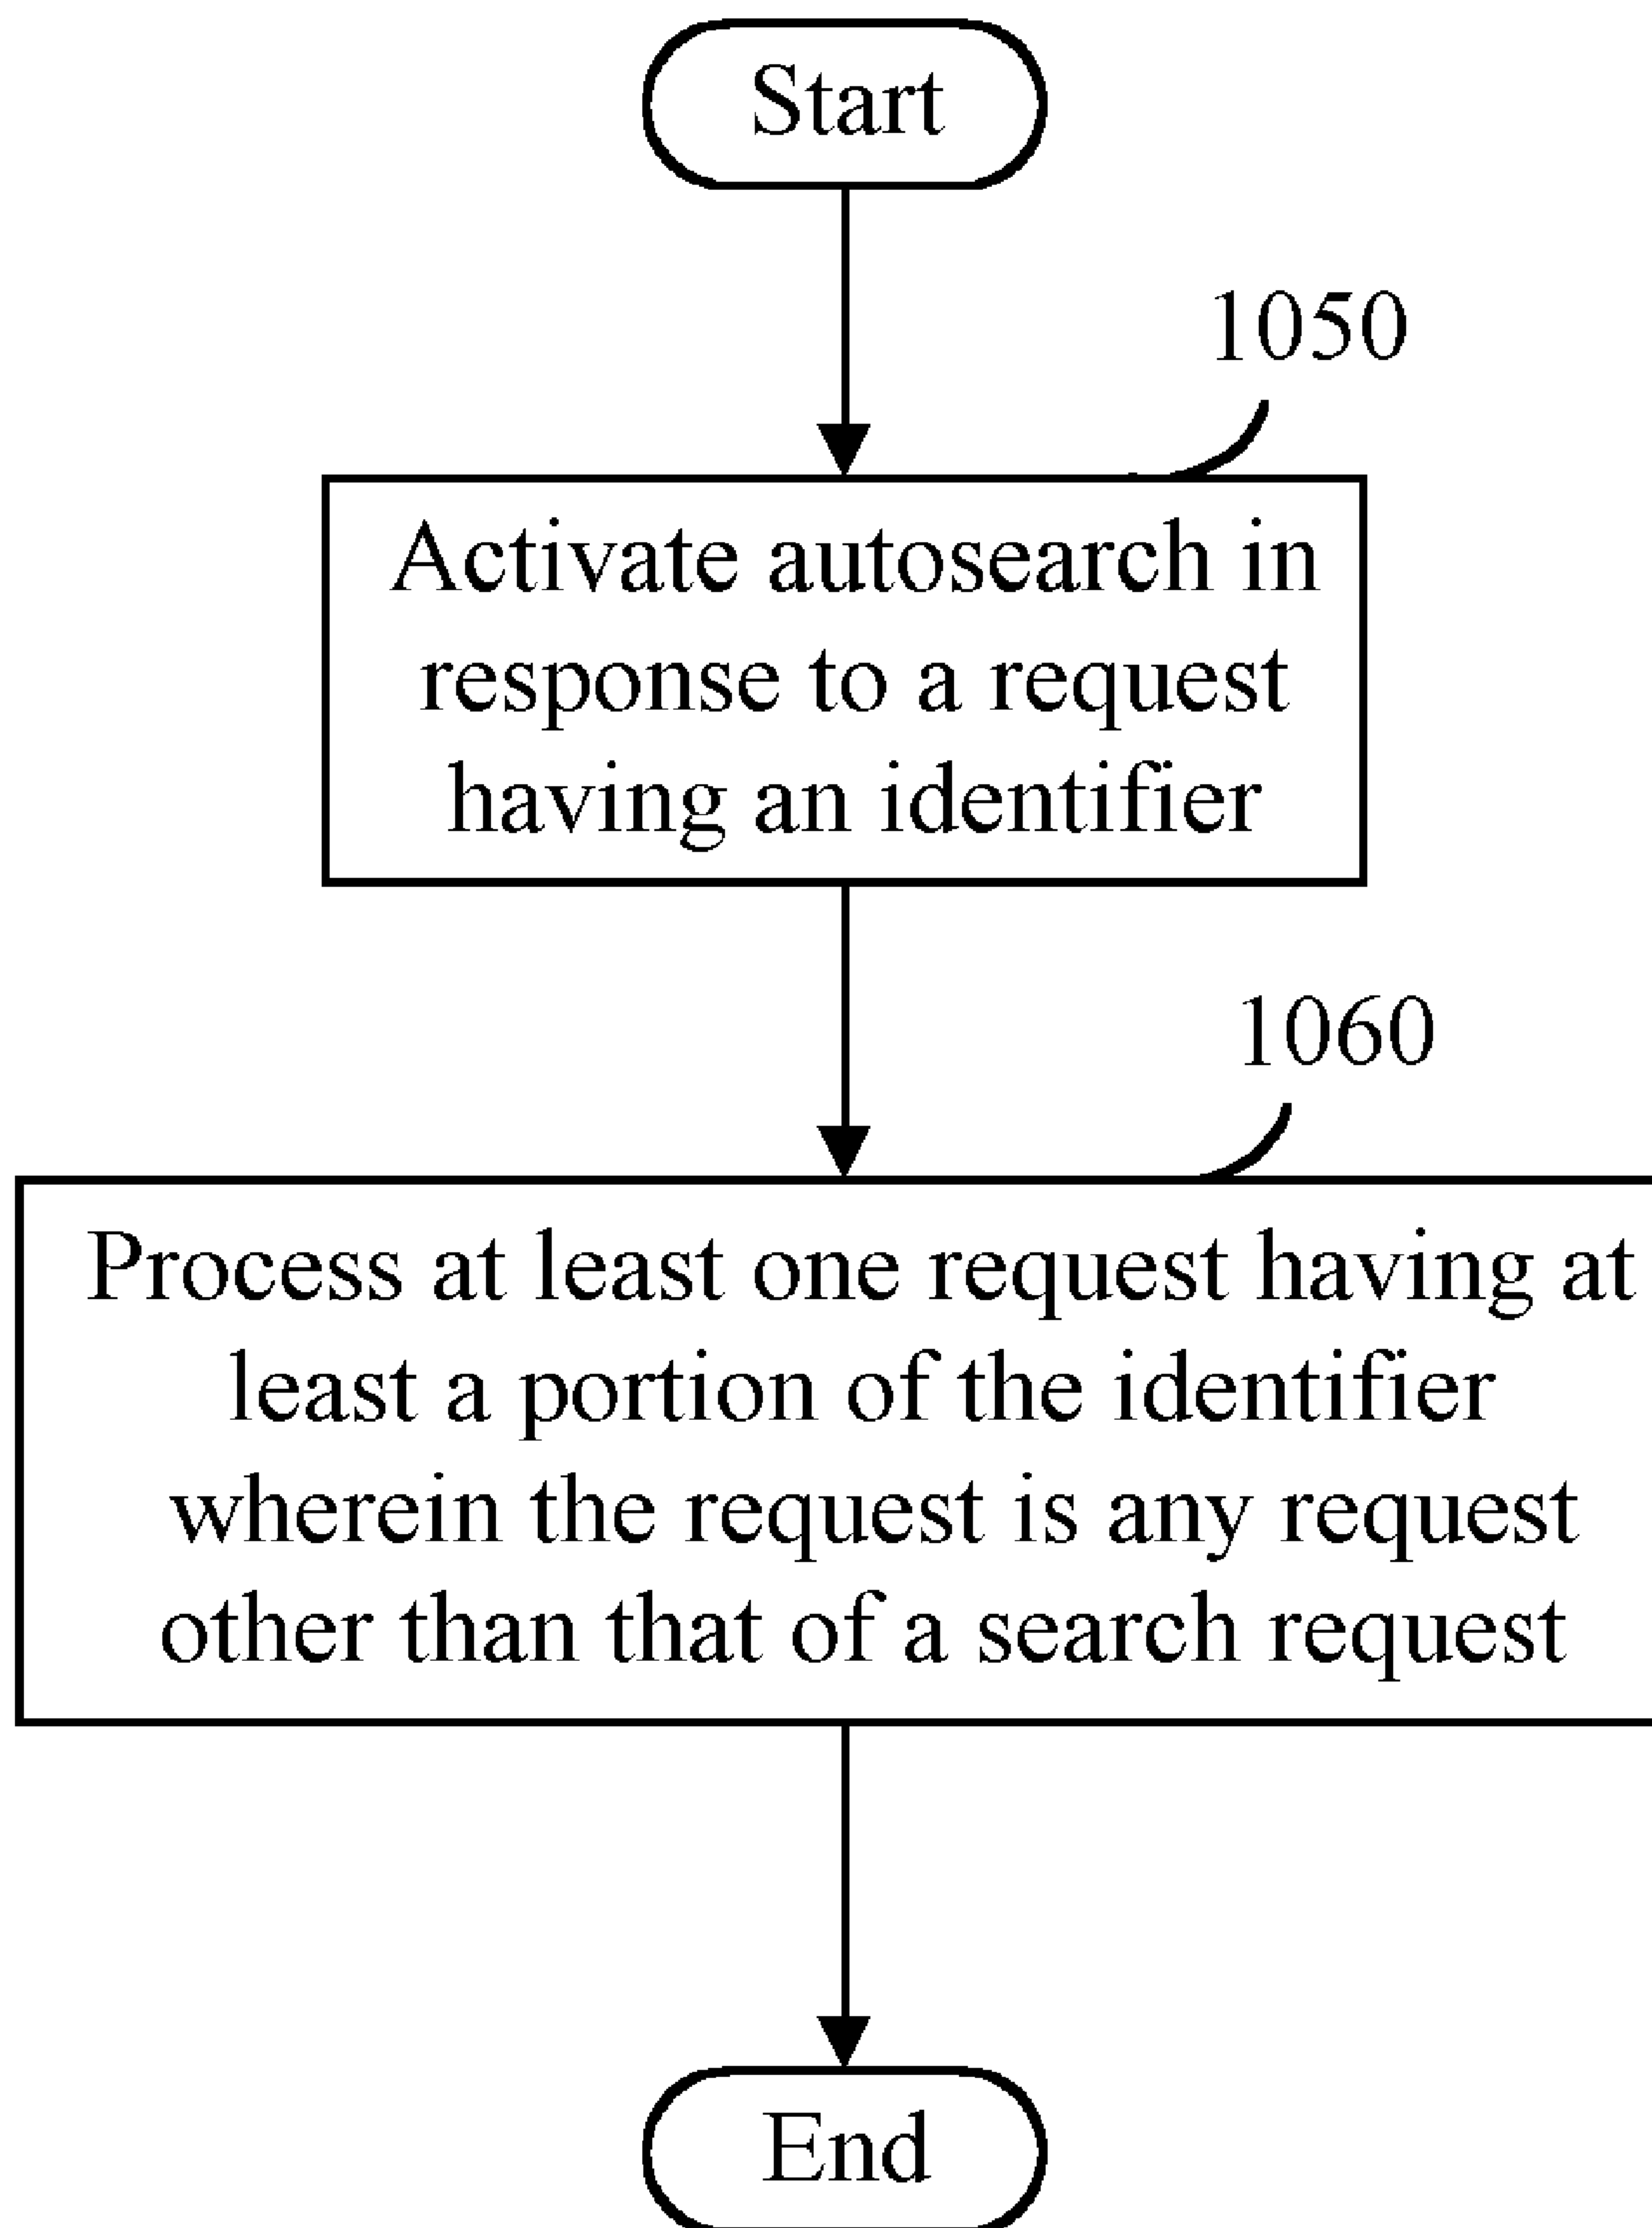 Start
1050
Activate autosearch in
response to a request
having an identifier
1060
Process at least one request having at
least a portion of the identifier
wherein the request is any request
other than that of a search request
End